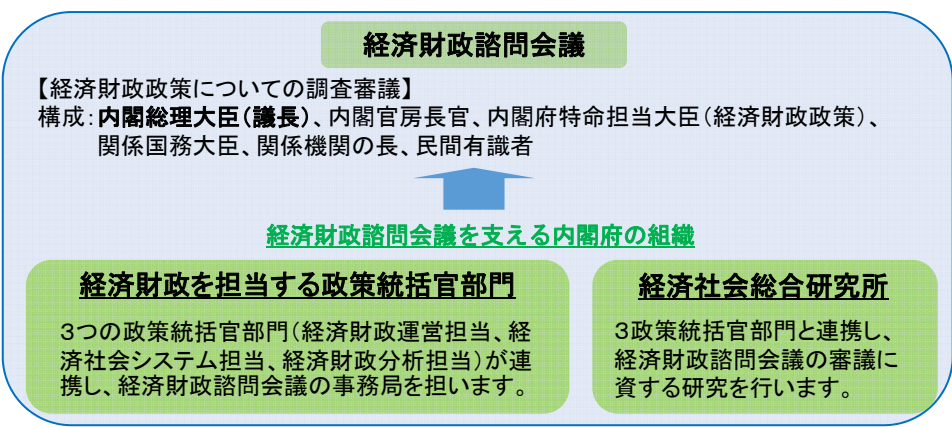 経済財政諮問会議
【経済財政政策についての調査審議】
構成：内閣総理大臣（議長）、内閣官房長官、内閣府特命担当大臣（経済財政政策）、
関係国務大臣、関係機関の長、民間有識者
経済財政諮問会議を支える内閣府の組織
経済財政を担当する政策統括官部門
３つの政策統括官部門（経済財政運営担当、経
済社会システム担当、経済財政分析担当）が連
携し、経済財政諮問会議の事務局を担います。
経済社会総合研究所
３政策統括官部門と連携し、
経済財政諮問会議の審議に
資する研究を行います。